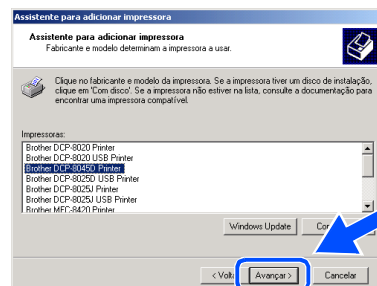 Assistente para adicionar impressora
Assistente para adicionar impressora
Fabricante e modelo determinam a impressora a usar.
Clique no fabricante e modelo da impressora. Se a impressora tiver um disco de instalação,
clique em 'Com disco'. Se a impressora não estiver na lista, consulte a documentação para
encontrar uma impressora compatível.
Impressoras:
Brother DCP-8020 Printer
Brother DCP-8020 USB Printer
Brother DCP-8045D Printer
Brother DCP-8025D USB Printer
Brother DCP-8025J Printer
Brother DCP-8025J USB Printer
Brother MFC-8420 Printer
Windows Update
< Volta Avançar > Cancelar